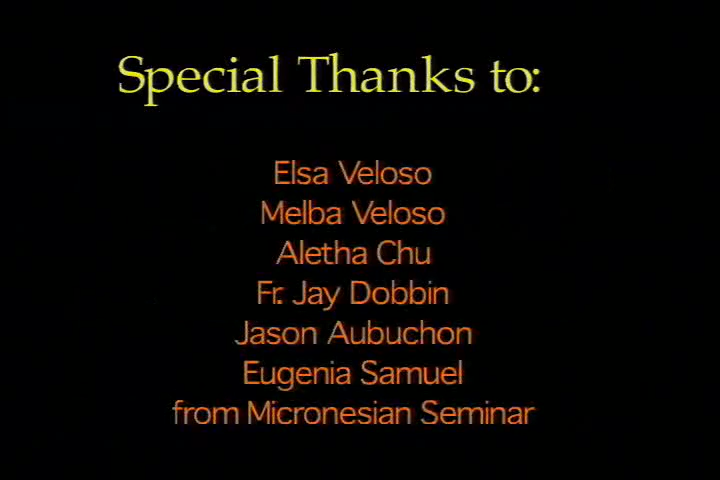 Special Thanks to:
Elsa Veloso
Melba Veloso
Aletha Chu
Fr. Jay Dobbin
Jason Aubuchon
Eugenia Samuel
from Micronesian Seminar